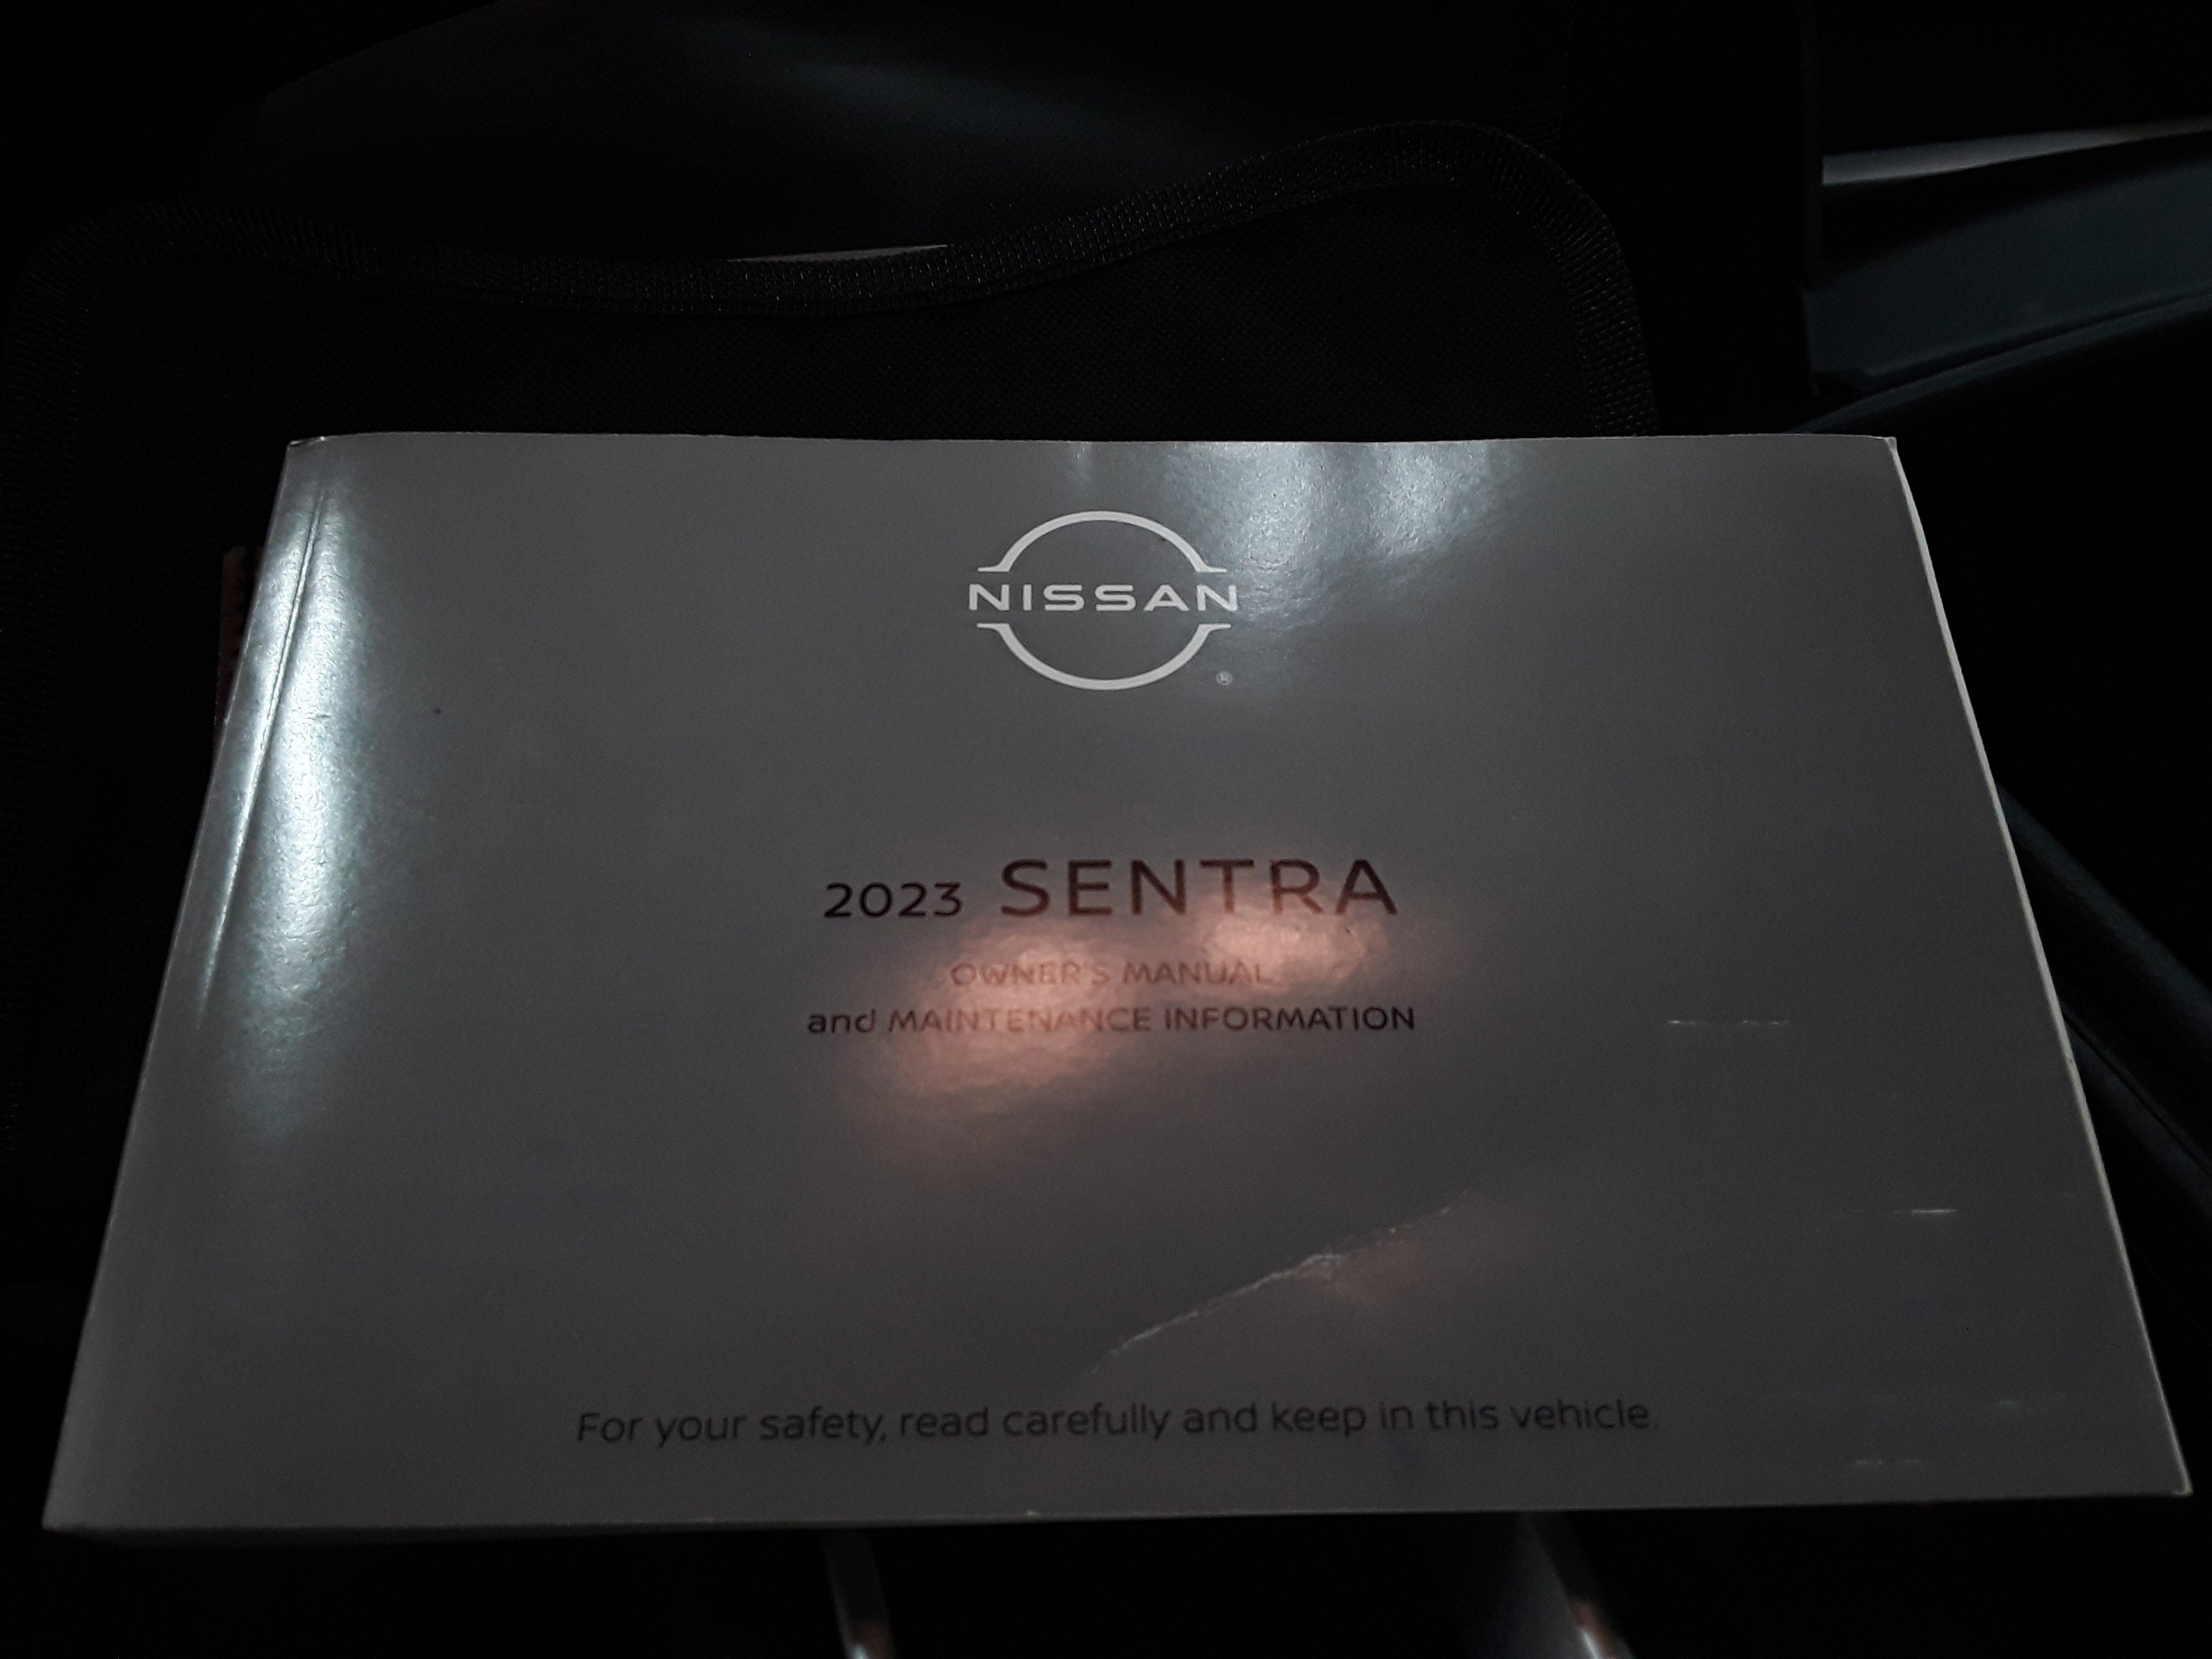 NISSAN
®
2023 SENTRA
OWNER'S MANUAL
and MAINTENANCE INFORMATION
For your safety, read carefully and keep in this vehicle.